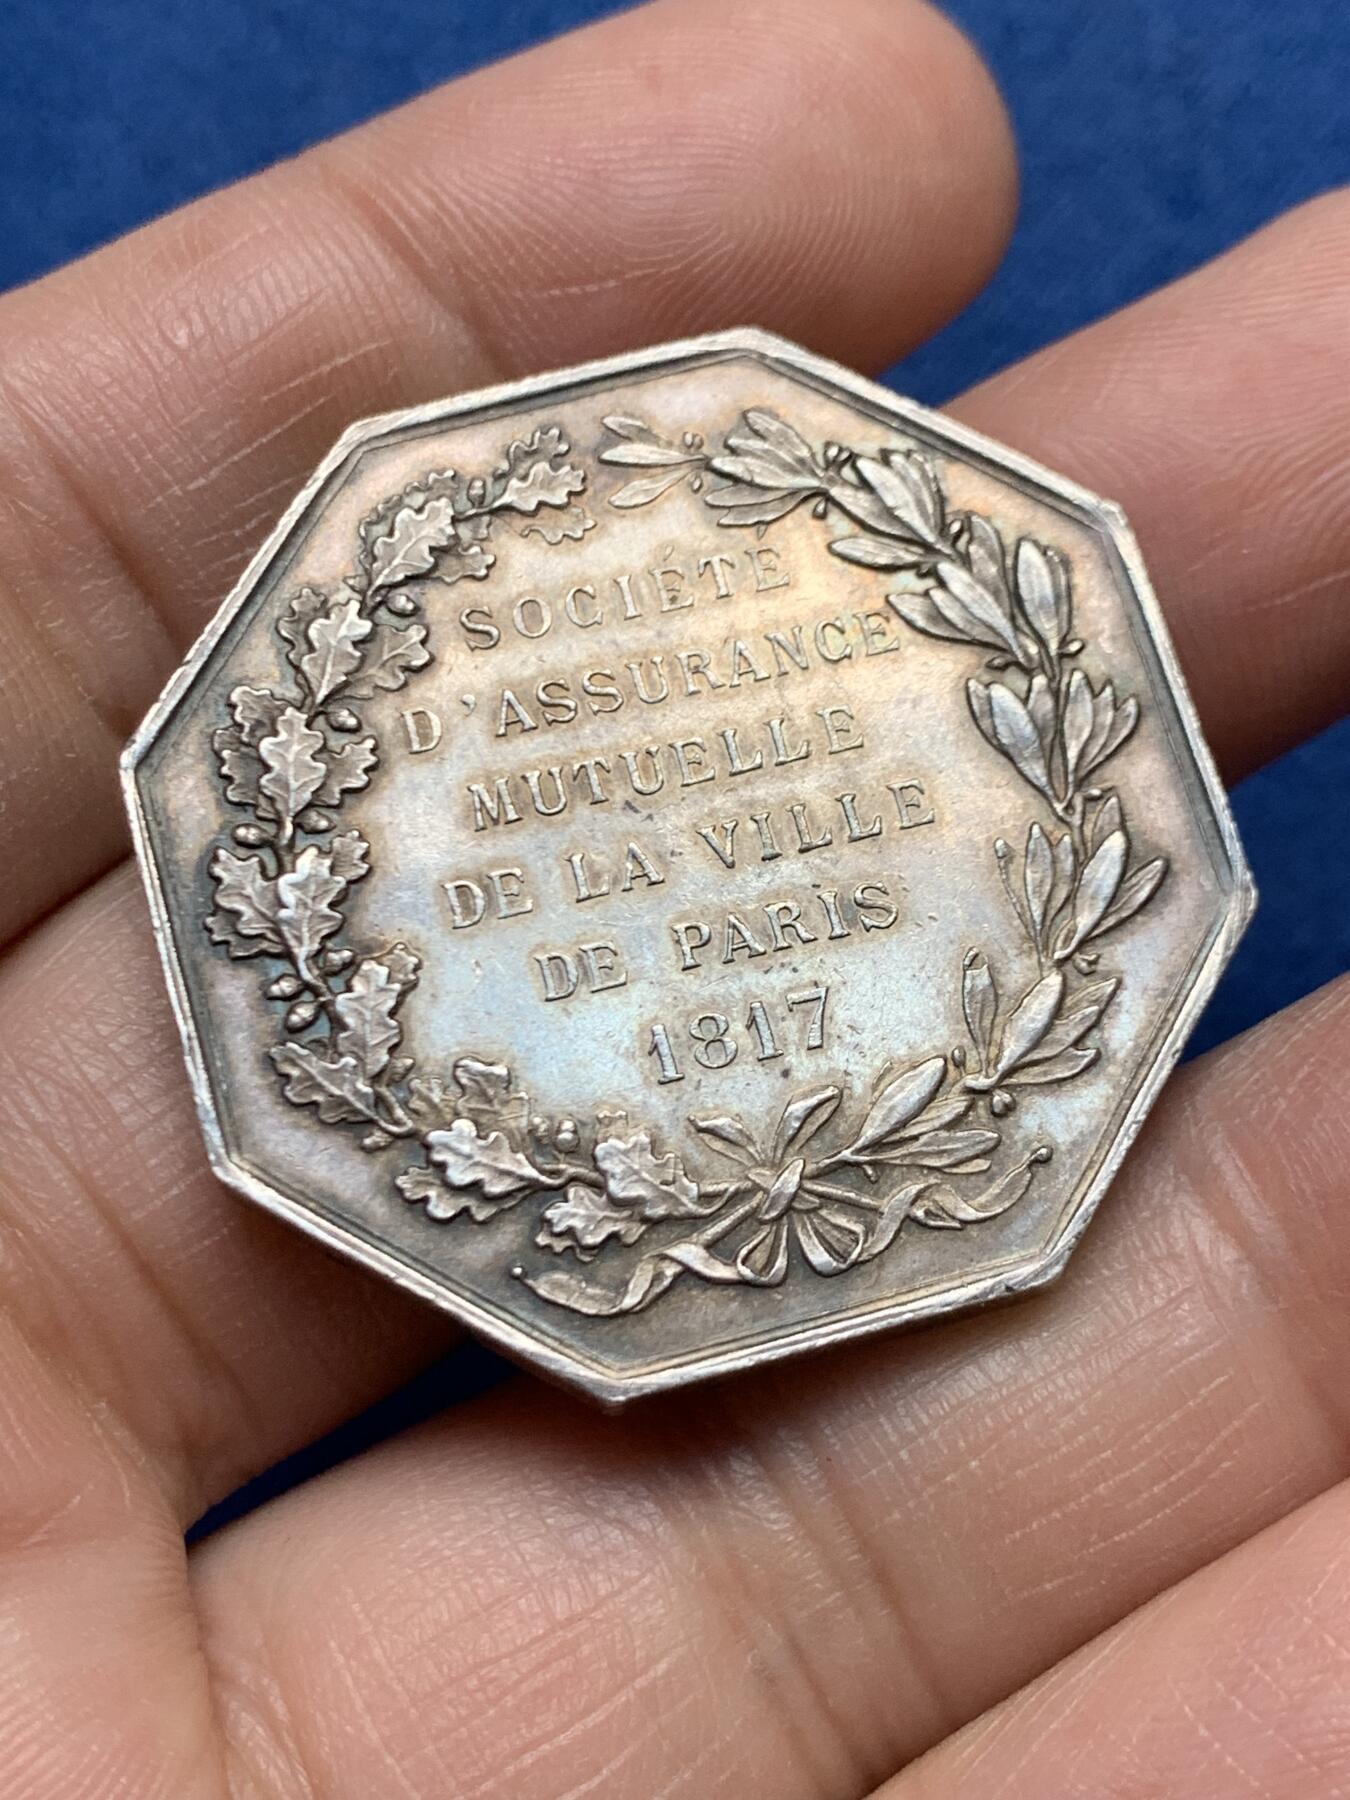 SOCIÉTÉ
D'ASSURANCE
MUTUELLE
DE LA VILLE
DE PARIS
1817